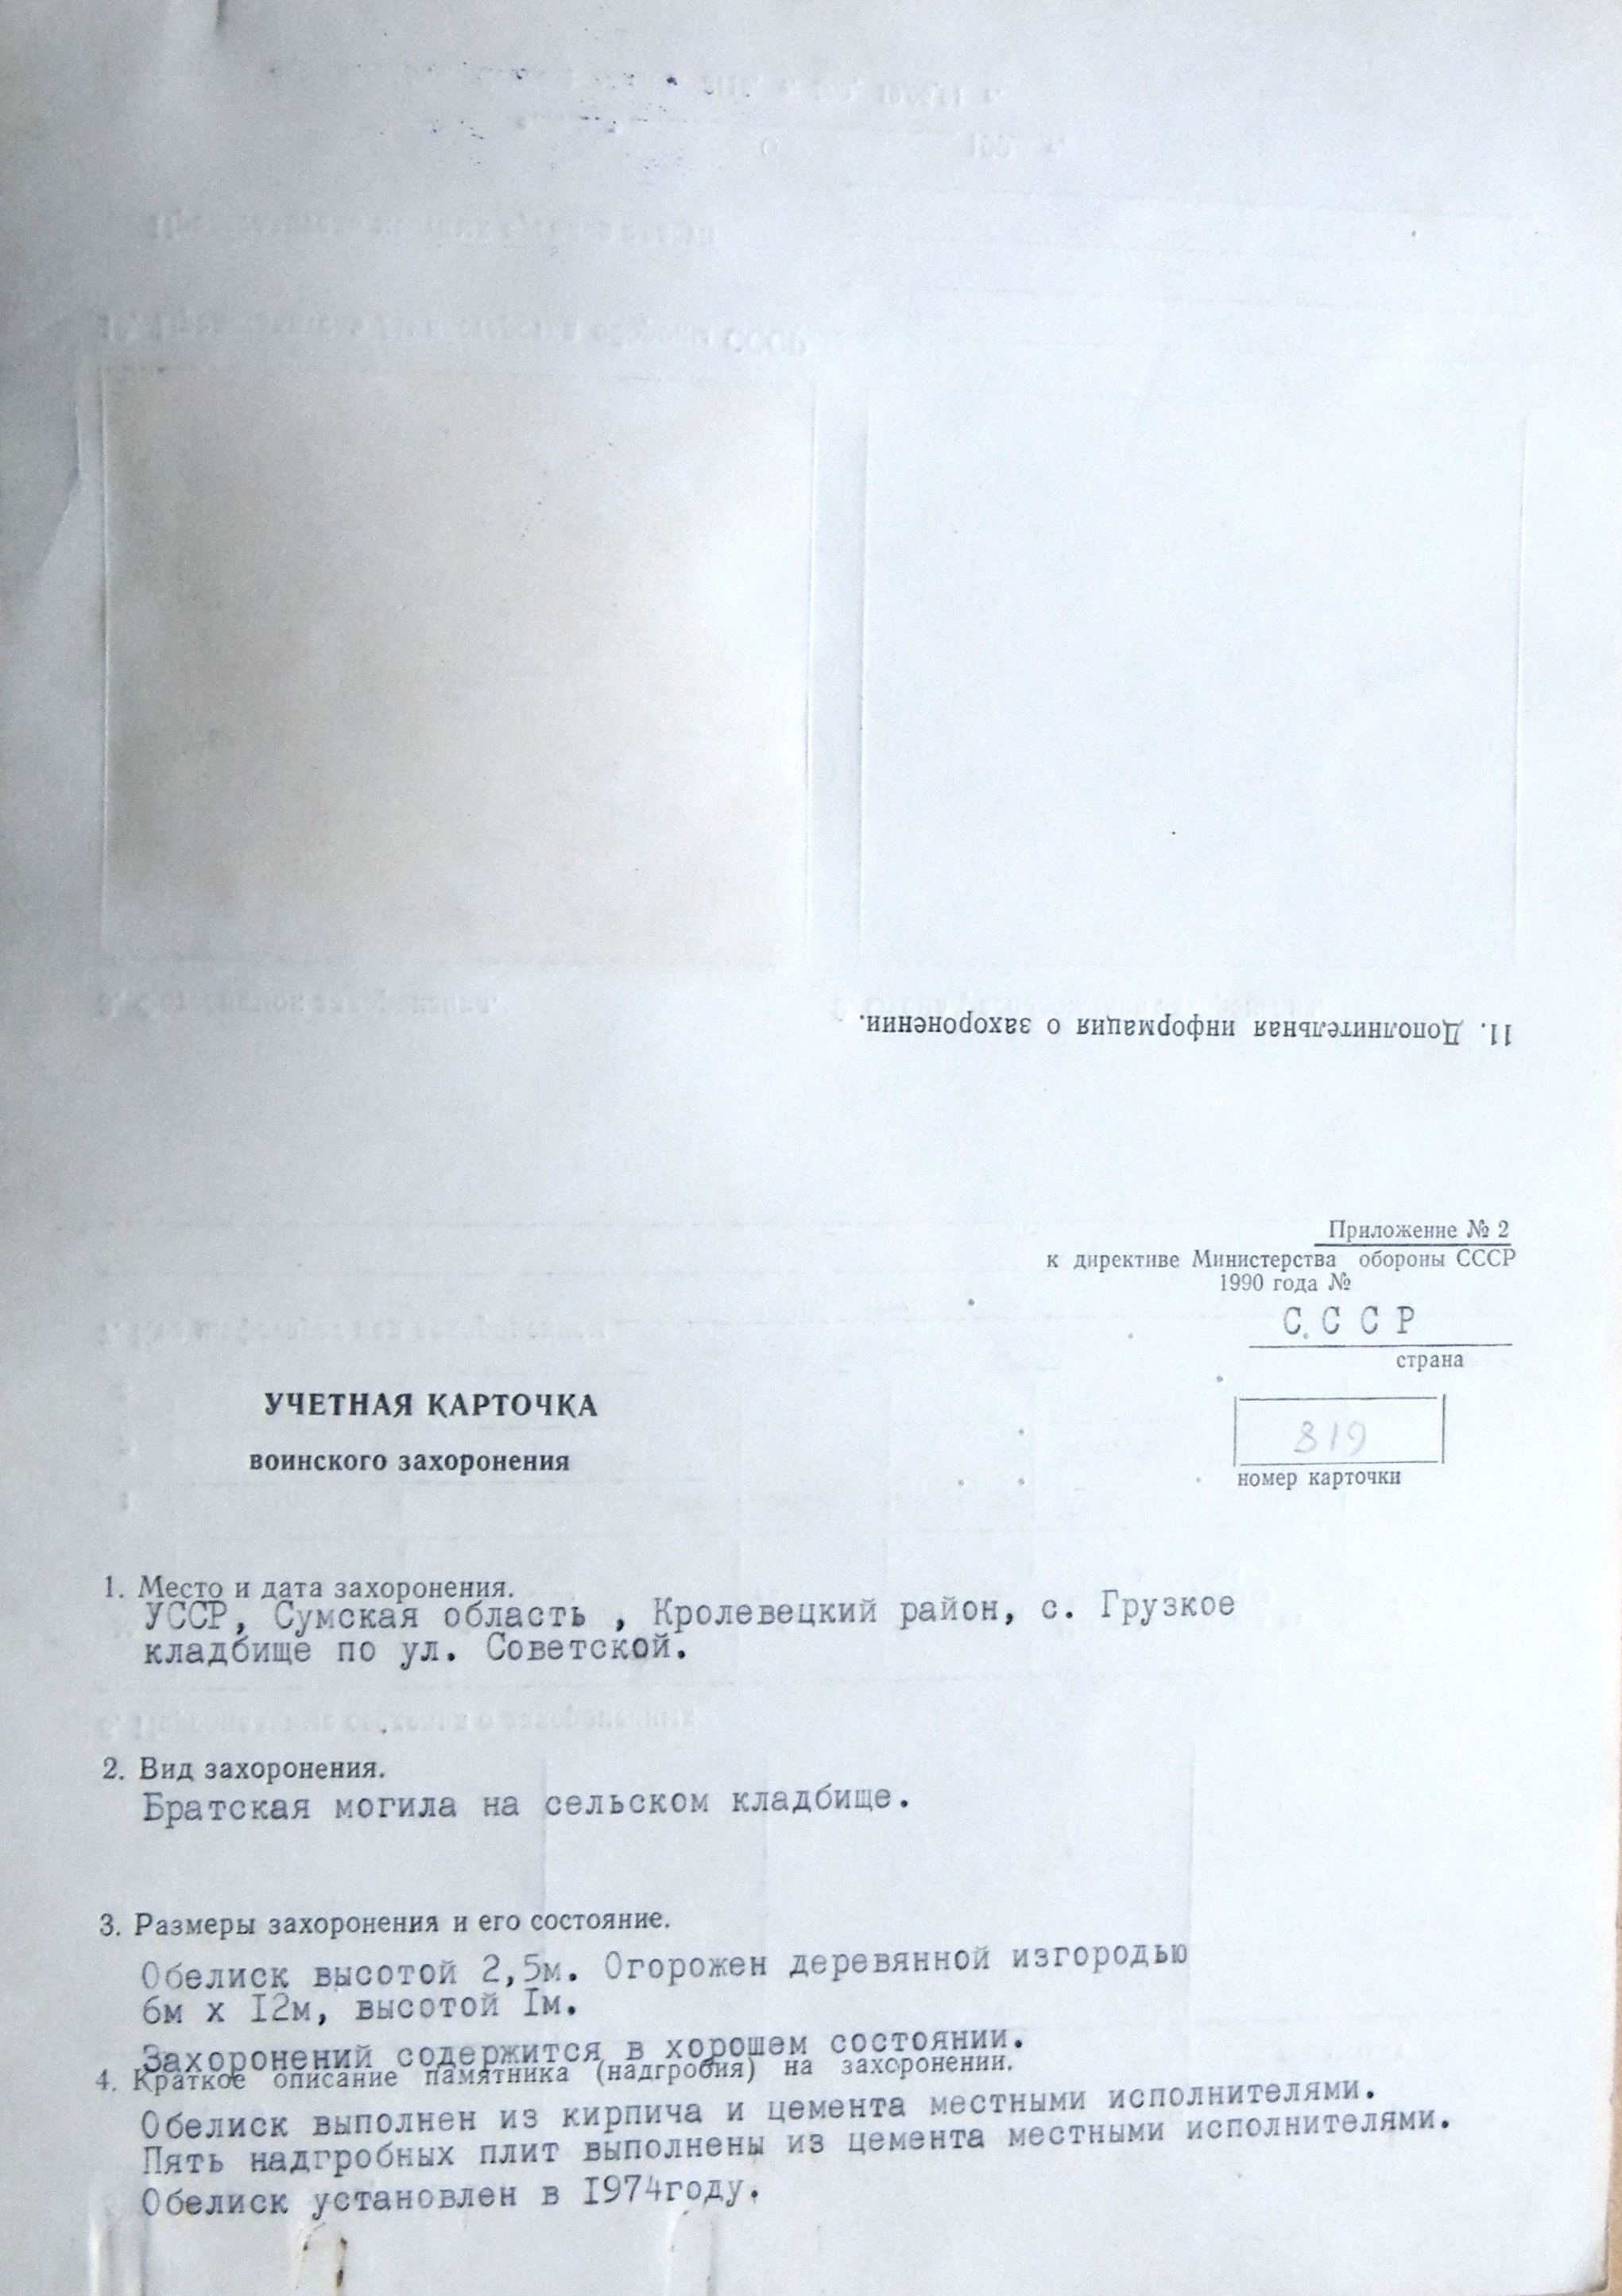 11. Дополнительная информация о захоронении.
Приложение № 2
к директиве Министерства обороны СССР
1990 года №
С С С Р
страна
УЧЕТНАЯ КАРТОЧКА
воинского захоронения
319
номер карточки
1. Место и дата захоронения.
УССР, Сумская область , Кролевецкий район, с. Грузкое
кладбище по ул. Советской.
2. Вид захоронения.
Братская могила на сельском кладбище.
3. Размеры захоронения и его состояние.
Обелиск высотой 2,5м. Огорожен деревянной изгородью
6м х I2м, высотой Iм.
Захоронений содержится в хорошем состоянии.
4. Краткое описание памятника (надгробия) на захоронении.
Обелиск выполнен из кирпича и цемента местными исполнителями.
Пять надгробных плит выполнены из цемента местными исполнителями.
Обелиск установлен в I974году.